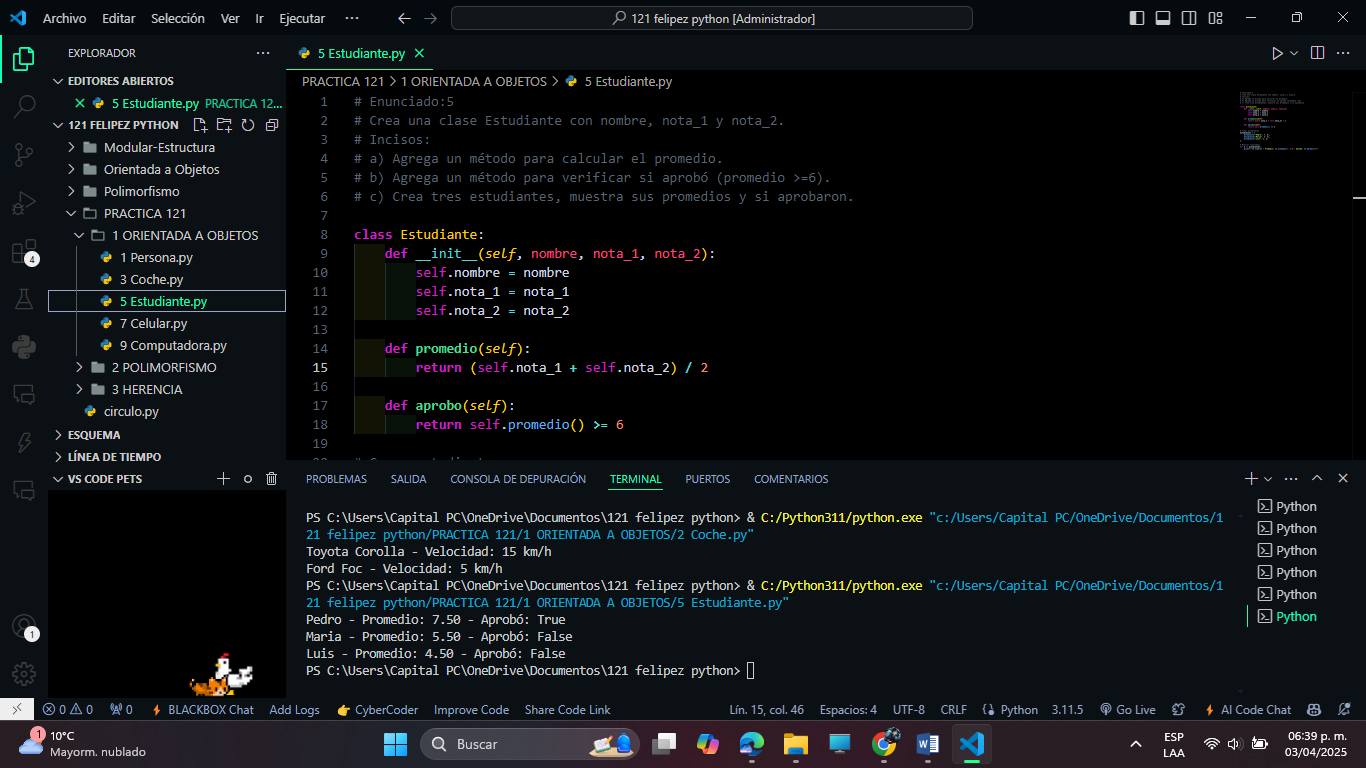 Archivo Editar Selección Ver Ir Ejecutar ··· 121 felipez python [Administrador]
EXPLORADOR ···
EDITORES ABIERTOS
5 Estudiante.py PRACTICA 12...
121 FELIPEZ PYTHON
Modular-Estructura
Orientada a Objetos
Polimorfismo
PRACTICA 121
1 ORIENTADA A OBJETOS
1 Persona.py
3 Coche.py
5 Estudiante.py
7 Celular.py
9 Computadora.py
2 POLIMORFISMO
3 HERENCIA
circulo.py
ESQUEMA
LÍNEA DE TIEMPO
VS CODE PETS
4
1
5 Estudiante.py
PRACTICA 121 > 1 ORIENTADA A OBJETOS > 5 Estudiante.py
1 # Enunciado:5
2 # Crea una clase Estudiante con nombre, nota_1 y nota_2.
3 # Incisos:
4 # a) Agrega un método para calcular el promedio.
5 # b) Agrega un método para verificar si aprobó (promedio >=6).
6 # c) Crea tres estudiantes, muestra sus promedios y si aprobaron.
7
8 class Estudiante:
9 def __init__(self, nombre, nota_1, nota_2):
10 self.nombre = nombre
11 self.nota_1 = nota_1
12 self.nota_2 = nota_2
13
14 def promedio(self):
15 return (self.nota_1 + self.nota_2) / 2
16
17 def aprobo(self):
18 return self.promedio() >= 6
19
PROBLEMAS SALIDA CONSOLA DE DEPURACIÓN TERMINAL PUERTOS COMENTARIOS
PS C:\Users\Capital PC\OneDrive\Documentos\121 felipez python> & C:/Python311/python.exe "c:/Users/Capital PC/OneDrive/Documentos/1
21 felipez python/PRACTICA 121/1 ORIENTADA A OBJETOS/2 Coche.py"
Toyota Corolla - Velocidad: 15 km/h
Ford Foc - Velocidad: 5 km/h
PS C:\Users\Capital PC\OneDrive\Documentos\121 felipez python> & C:/Python311/python.exe "c:/Users/Capital PC/OneDrive/Documentos/1
21 felipez python/PRACTICA 121/1 ORIENTADA A OBJETOS/5 Estudiante.py"
Pedro - Promedio: 7.50 - Aprobó: True
Maria - Promedio: 5.50 - Aprobó: False
Luis - Promedio: 4.50 - Aprobó: False
PS C:\Users\Capital PC\OneDrive\Documentos\121 felipez python>
Python
Python
Python
Python
Python
Python
0 0 0 BLACKBOX Chat Add Logs CyberCoder Improve Code Share Code Link Lín. 15, col. 46 Espacios: 4 UTF-8 CRLF Python 3.11.5 Go Live AI Code Chat
1 10°C
Mayorm. nublado
Buscar
ESP
LAA
06:39 p. m.
03/04/2025